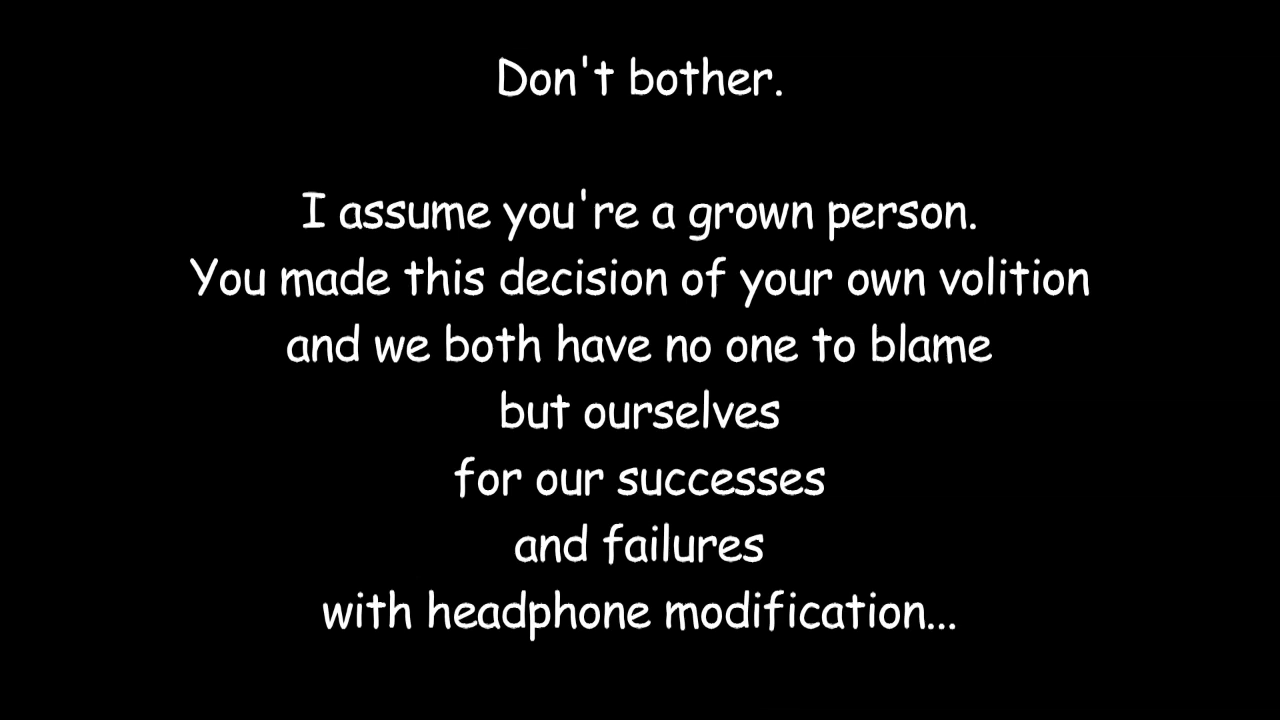 Don't bother.
I assume you're a grown person.
You made this decision of your own volition
and we both have no one to blame
but ourselves
for our successes
and failures
with headphone modification...